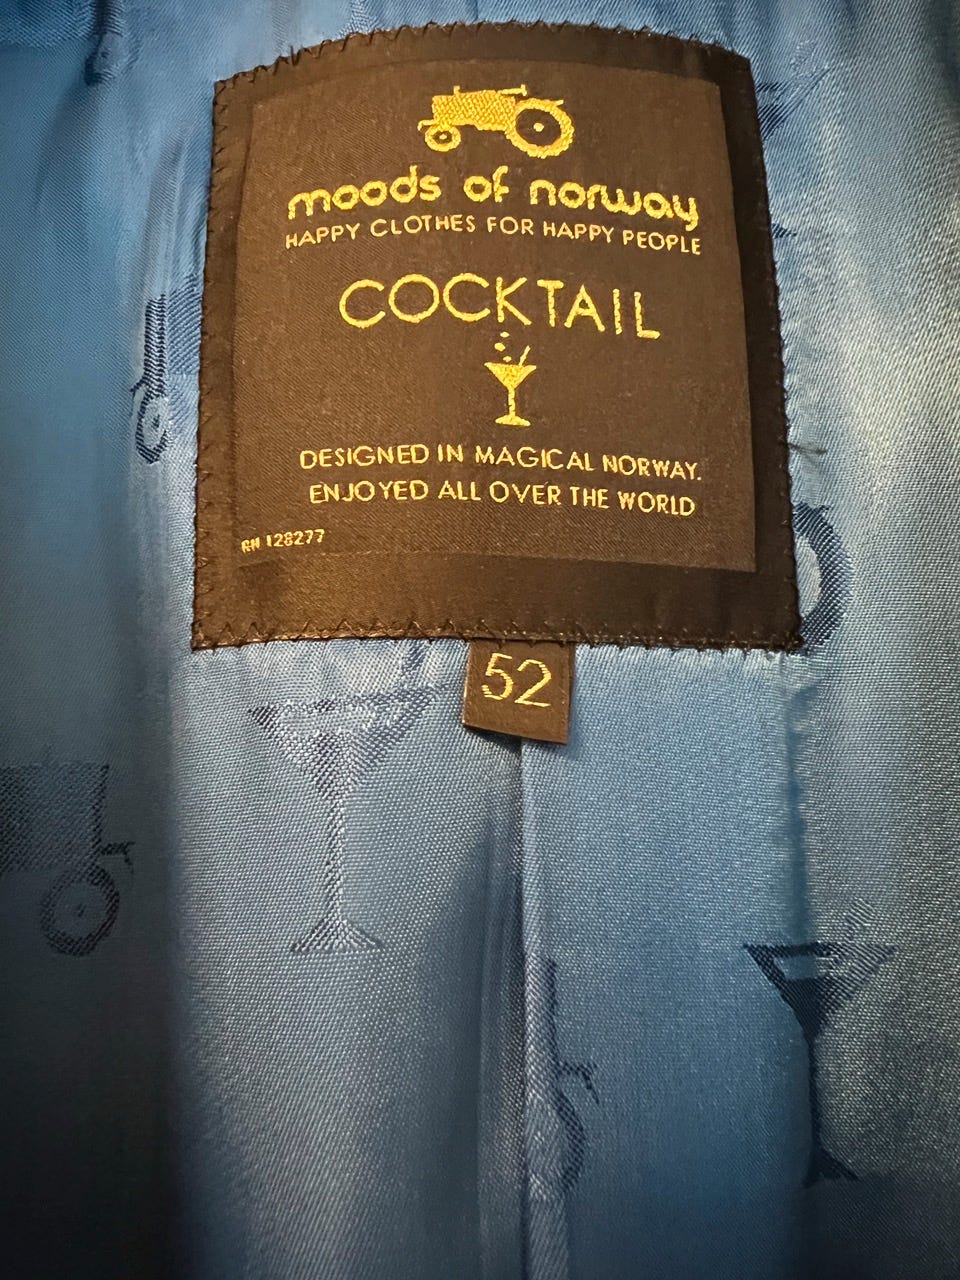 moods of norway
HAPPY CLOTHES FOR HAPPY PEOPLE
COCKTAIL
DESIGNED IN MAGICAL NORWAY.
ENJOYED ALL OVER THE WORLD
RN 128277
52